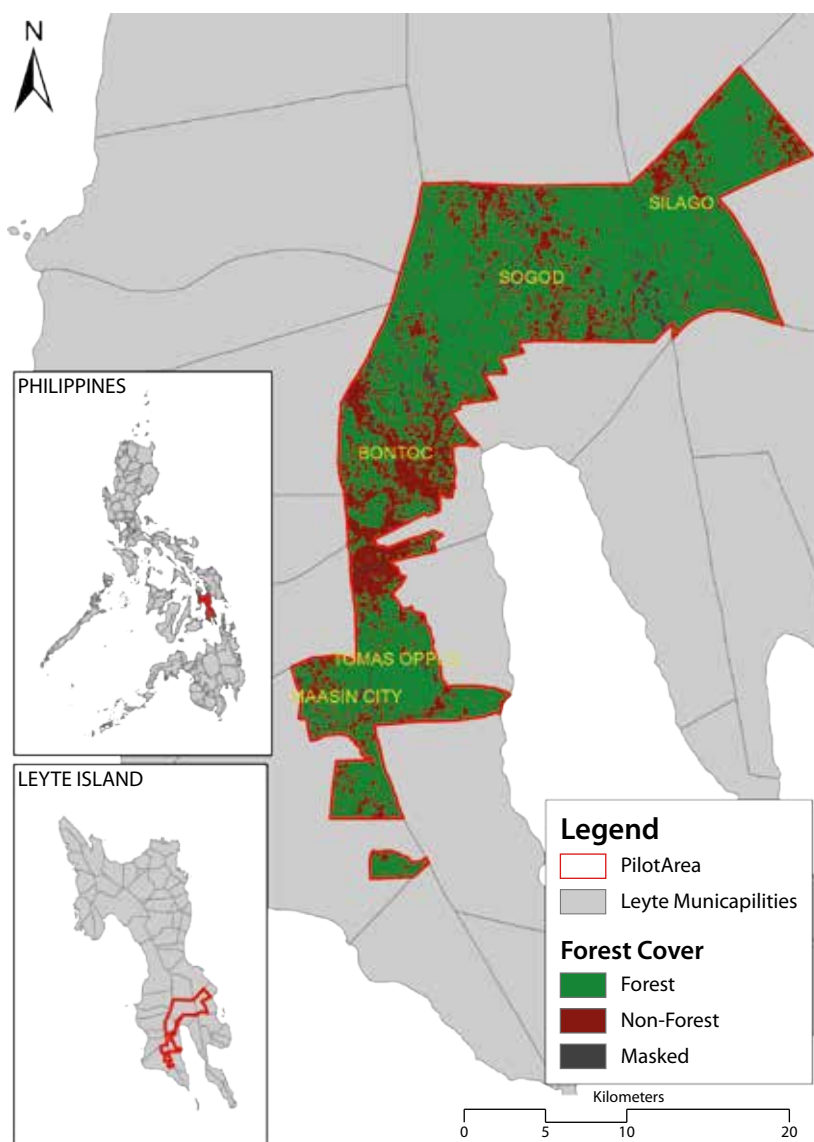 N
SILAGO
SOGOD
PHILIPPINES
BONTOC
TOMAS OPPUS
MAASIN CITY
LEYTE ISLAND
Legend
PilotArea
Leyte Municapilities
Forest Cover
Forest
Non-Forest
Masked
Kilometers
0 5 10 20